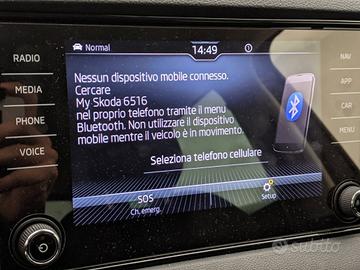 Normal
14:49
RADIO
MEDIA
PHONE
VOICE
Nessun dispositivo mobile connesso.
Cercare
My Skoda 6516
nel proprio telefono tramite il menu
Bluetooth. Non utilizzare il dispositivo
mobile mentre il veicolo è in movimento.
Seleziona telefono cellulare
SOS
Ch. emerg.
Setup
NAV
APP
CAR
MENU
subito